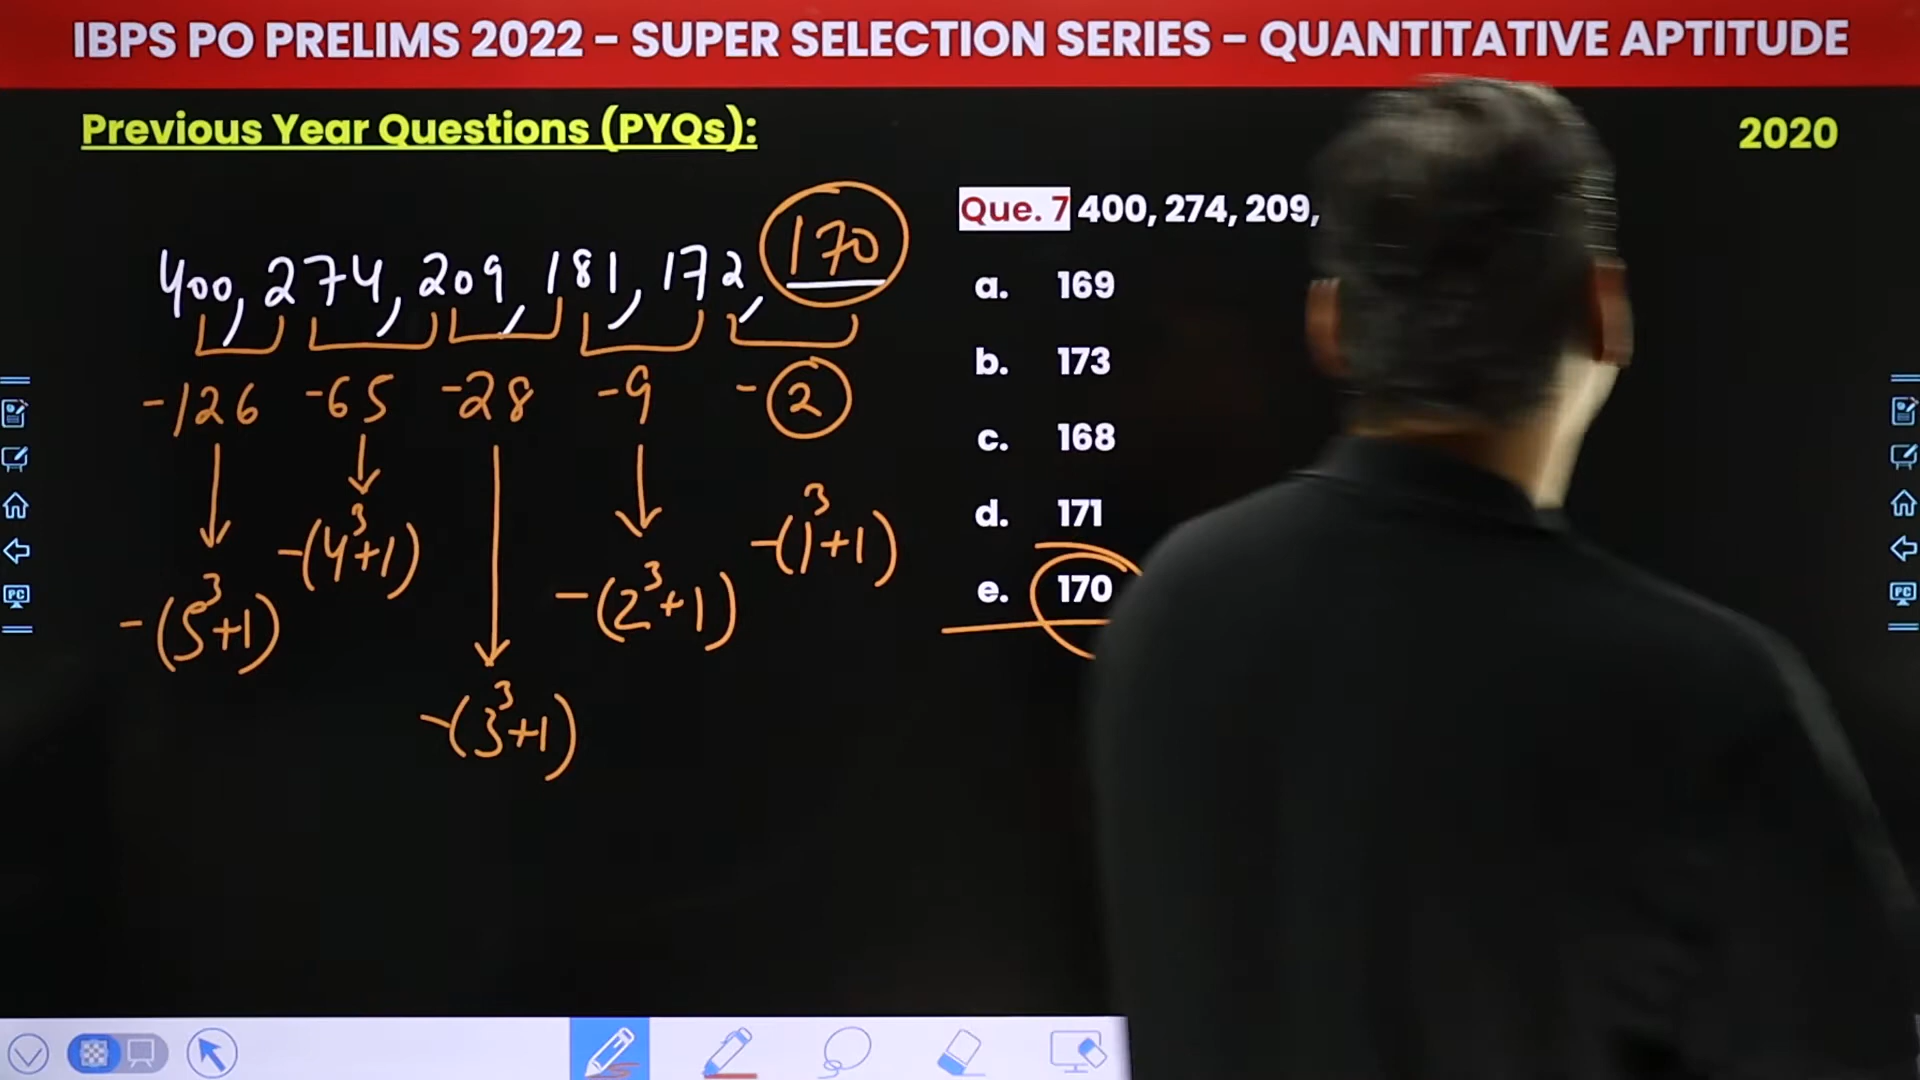 IBPS PO PRELIMS 2022 - SUPER SELECTION SERIES - QUANTITATIVE APTITUDE
Previous Year Questions (PYQs):
2020
400, 274, 209, 181, 172, 170
-126 -65 -28 -9 -2
-(5³+1) -(4³+1) -(3³+1) -(2³+1) -(1³+1)
Que. 7 400, 274, 209,
a. 169
b. 173
c. 168
d. 171
e. 170
PC
PC